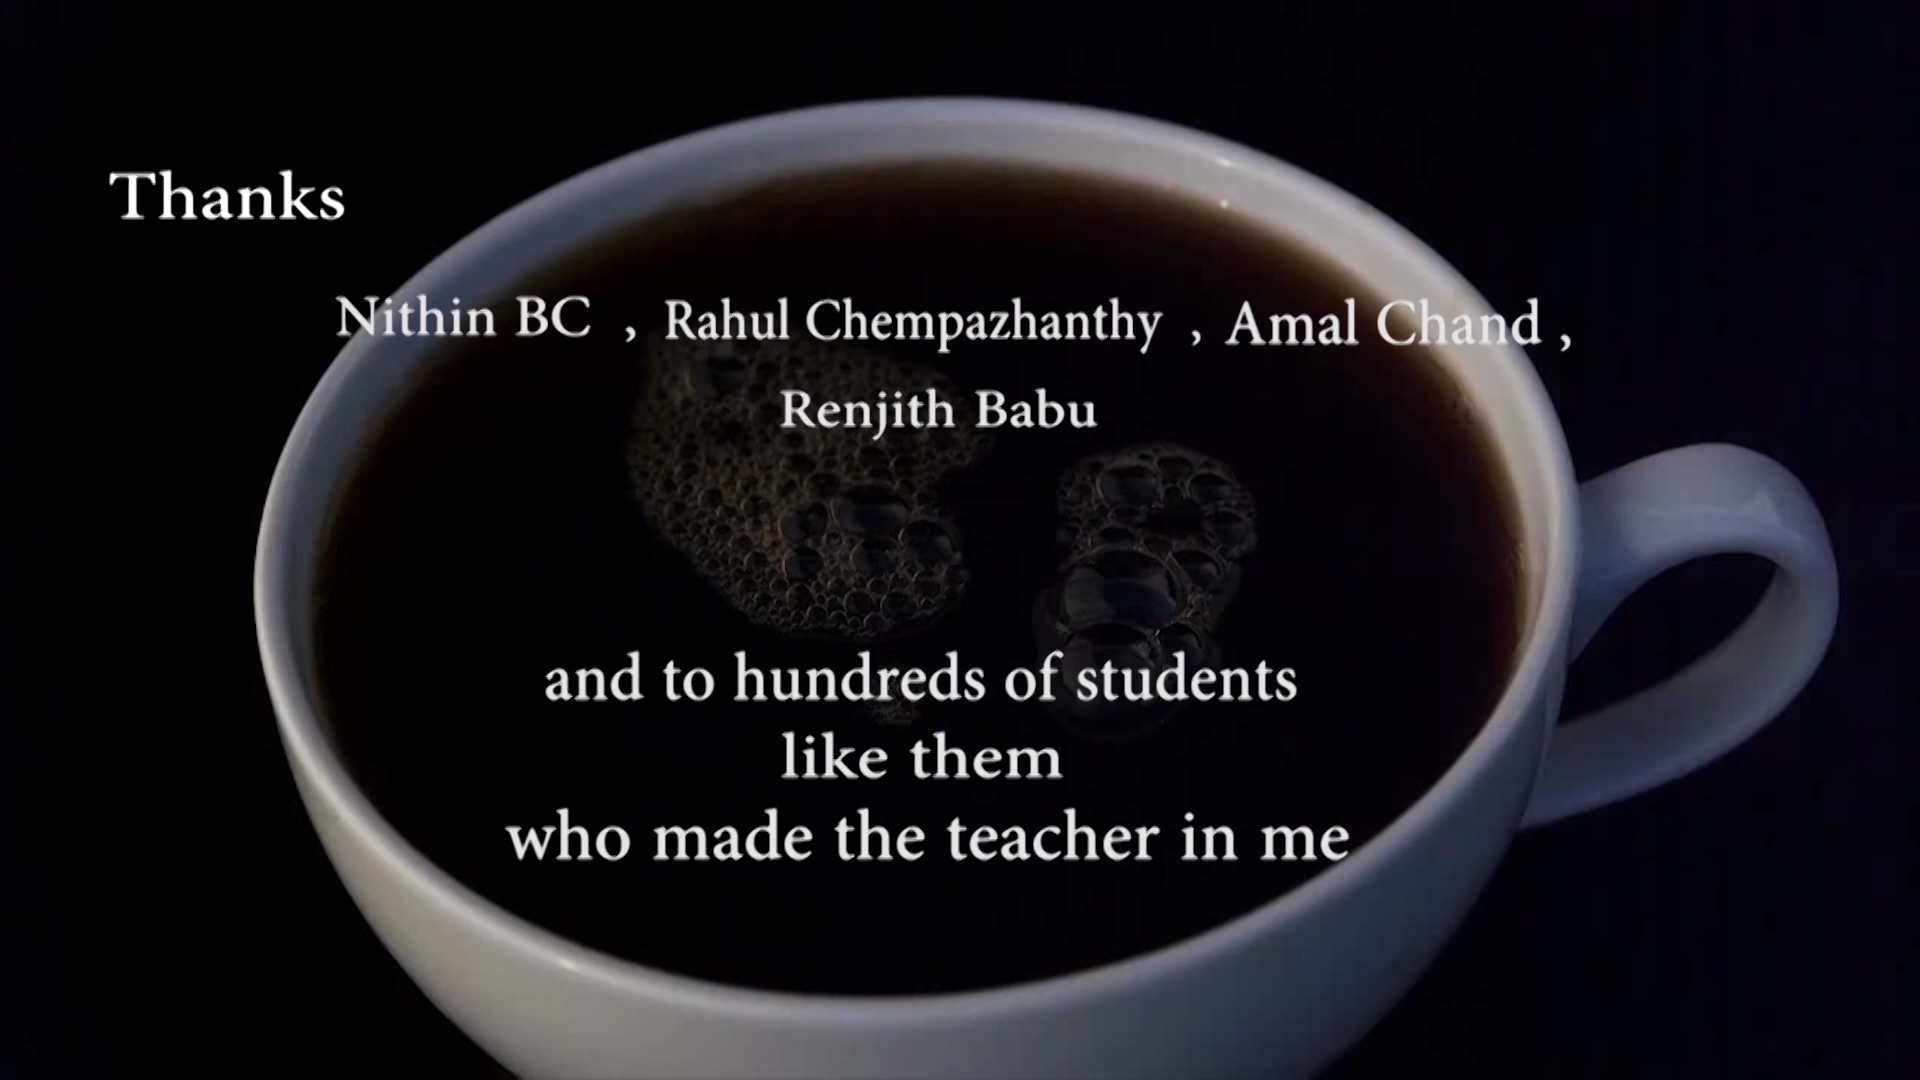 Thanks
Nithin BC , Rahul Chempazhanthy , Amal Chand ,
Renjith Babu
and to hundreds of students
like them
who made the teacher in me